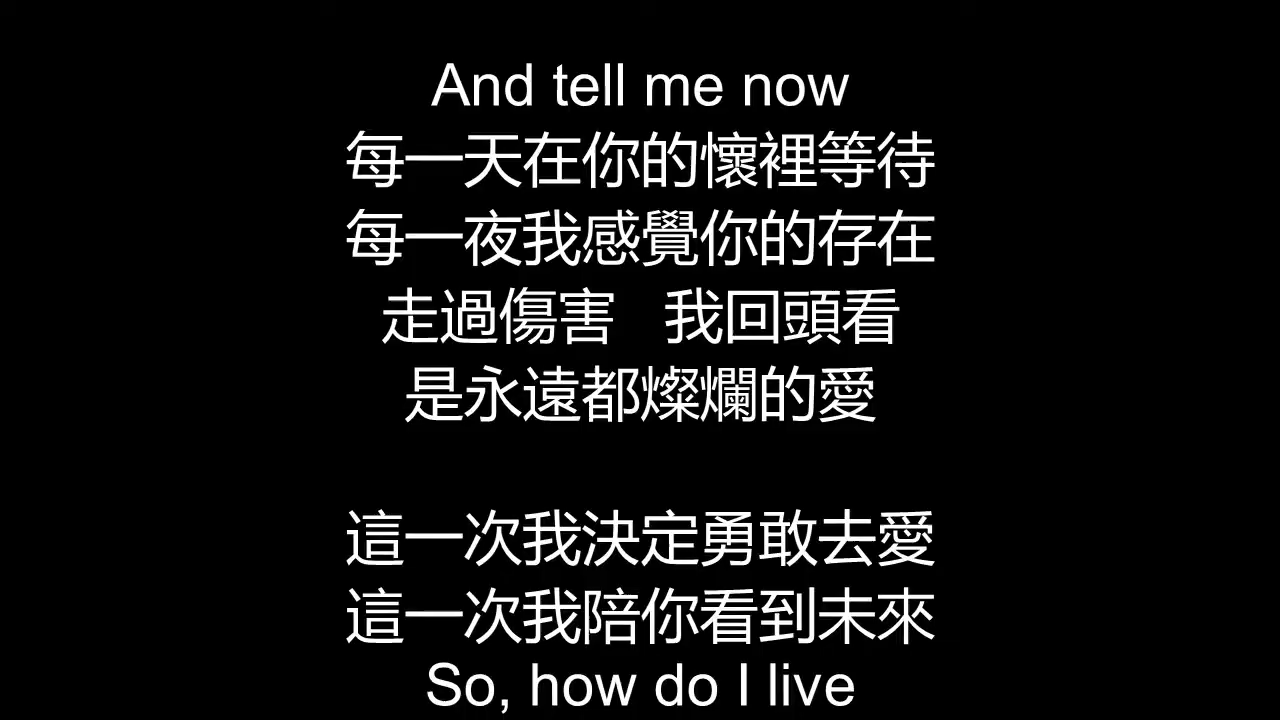 And tell me now
每一天在你的懷裡等待
每一夜我感覺你的存在
走過傷害 我回頭看
是永遠都燦爛的愛
這一次我決定勇敢去愛
這一次我陪你看到未來
So, how do I live